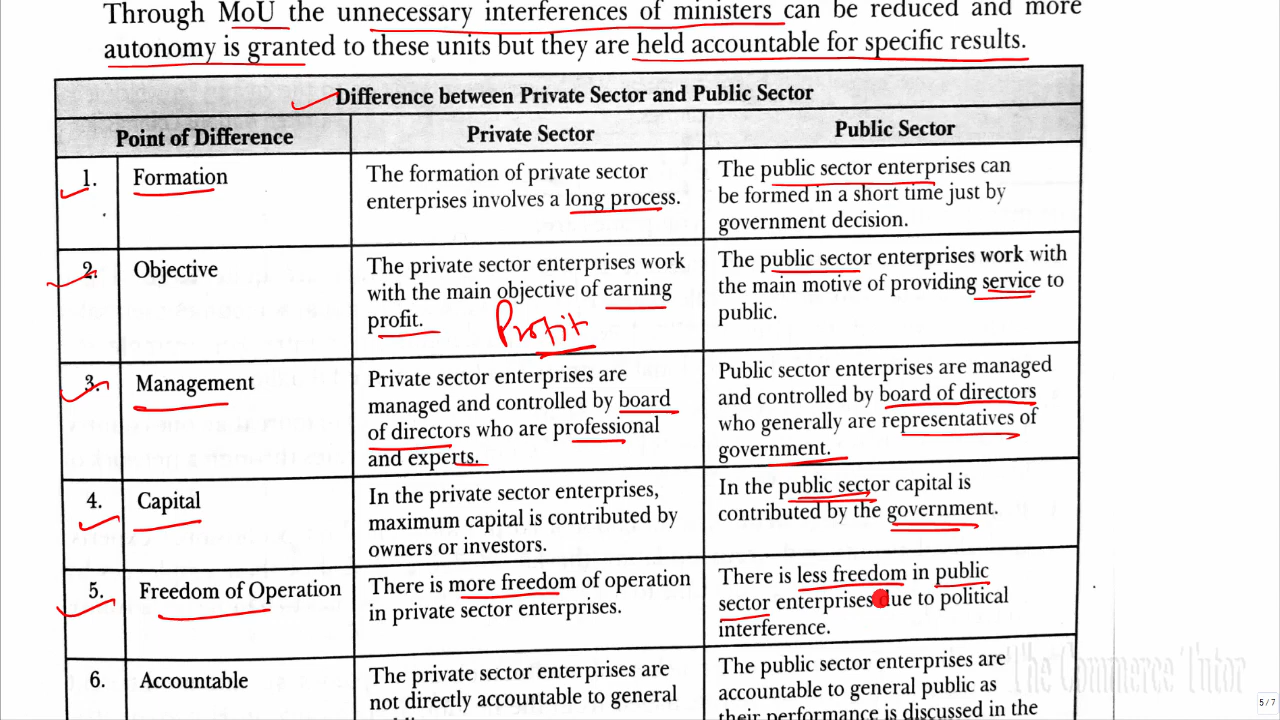 Through MoU the unnecessary interferences of ministers can be reduced and more
autonomy is granted to these units but they are held accountable for specific results.
Difference between Private Sector and Public Sector
Point of Difference
Private Sector
Public Sector
1.
Formation
The formation of private sector
enterprises involves a long process.
The public sector enterprises can
be formed in a short time just by
government decision.
2.
Objective
The private sector enterprises work
with the main objective of earning
profit.
Profit
The public sector enterprises work with
the main motive of providing service to
public.
3.
Management
Private sector enterprises are
managed and controlled by board
of directors who are professional
and experts.
Public sector enterprises are managed
and controlled by board of directors
who generally are representatives of
government.
4.
Capital
In the private sector enterprises,
maximum capital is contributed by
owners or investors.
In the public sector capital is
contributed by the government.
5.
Freedom of Operation
There is more freedom of operation
in private sector enterprises.
There is less freedom in public
sector enterprises due to political
interference.
6.
Accountable
The private sector enterprises are
not directly accountable to general
The public sector enterprises are
accountable to general public as
their performance is discussed in the
The Commerce Tutor
5 / 7